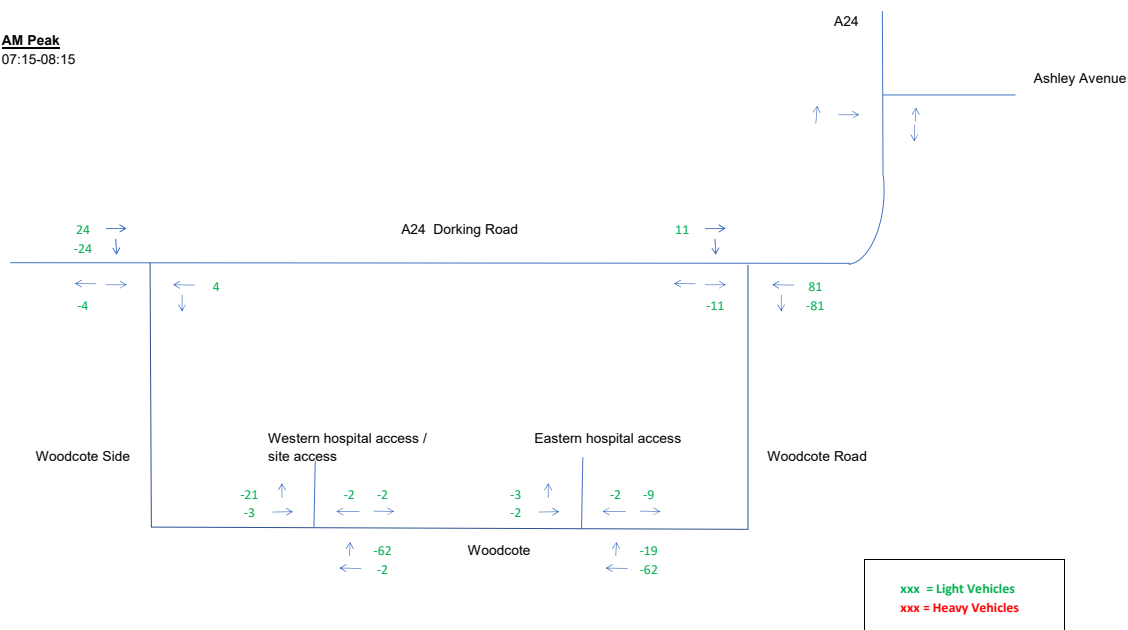 A24
AM Peak
07:15-08:15
Ashley Avenue
24
A24 Dorking Road
11
-24
4
81
-4
-11
-81
Western hospital access /
Eastern hospital access
Woodcote Side
site access
Woodcote Road
-21
-2 -2
-3
-2 -9
-3
-2
-62
Woodcote
-19
-2
-62
xxx = Light Vehicles
xxx = Heavy Vehicles